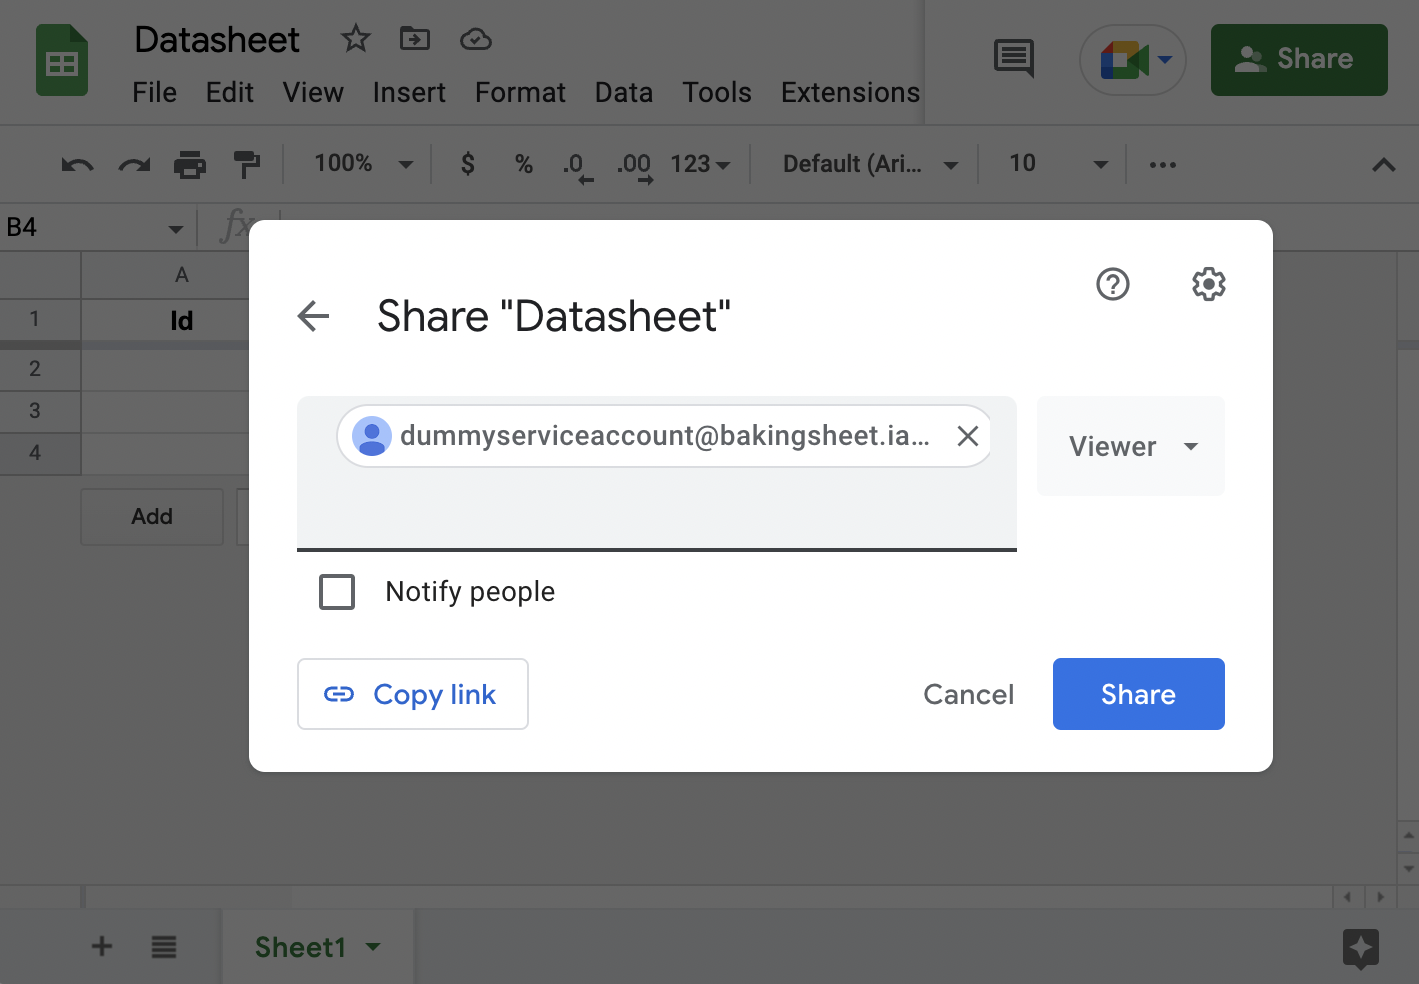 Datasheet
File Edit View Insert Format Data Tools Extensions
Share
100% $ % .0 .00 123 Default (Ari... 10
B4 fx
A
1 Id
2
3
4
Add
Share "Datasheet"
dummyserviceaccount@bakingsheet.ia...
Viewer
Notify people
Copy link
Cancel
Share
Sheet1